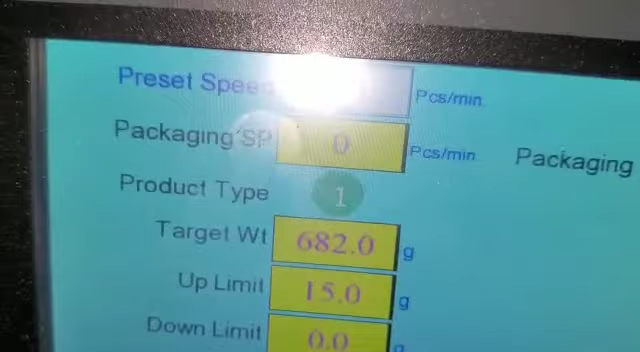 Preset Speed Pcs/min
Packaging SP 0 Pcs/min Packaging
Product Type 1
Target Wt 682.0 g
Up Limit 15.0 g
Down Limit 0.0 g